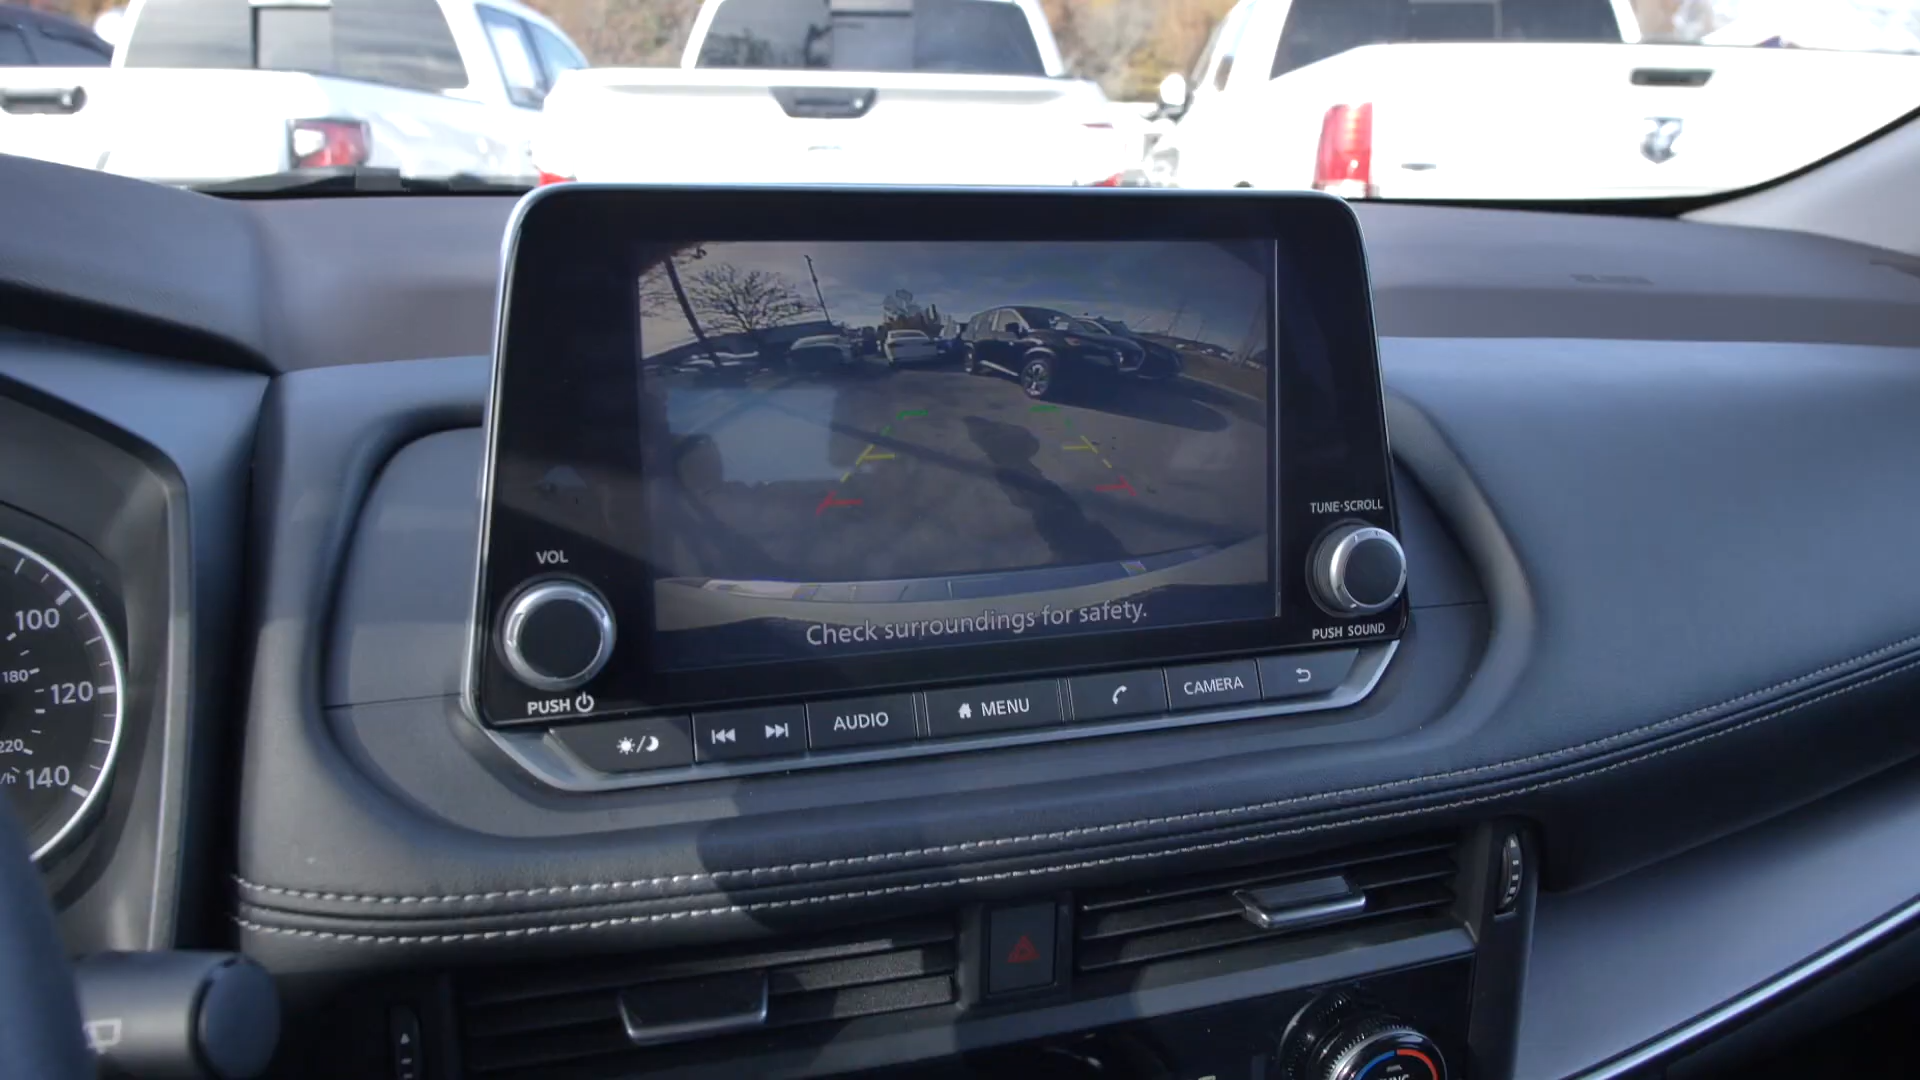 TUNE·SCROLL
VOL
Check surroundings for safety.
PUSH SOUND
PUSH
AUDIO
MENU
CAMERA
100
180
120
220
140